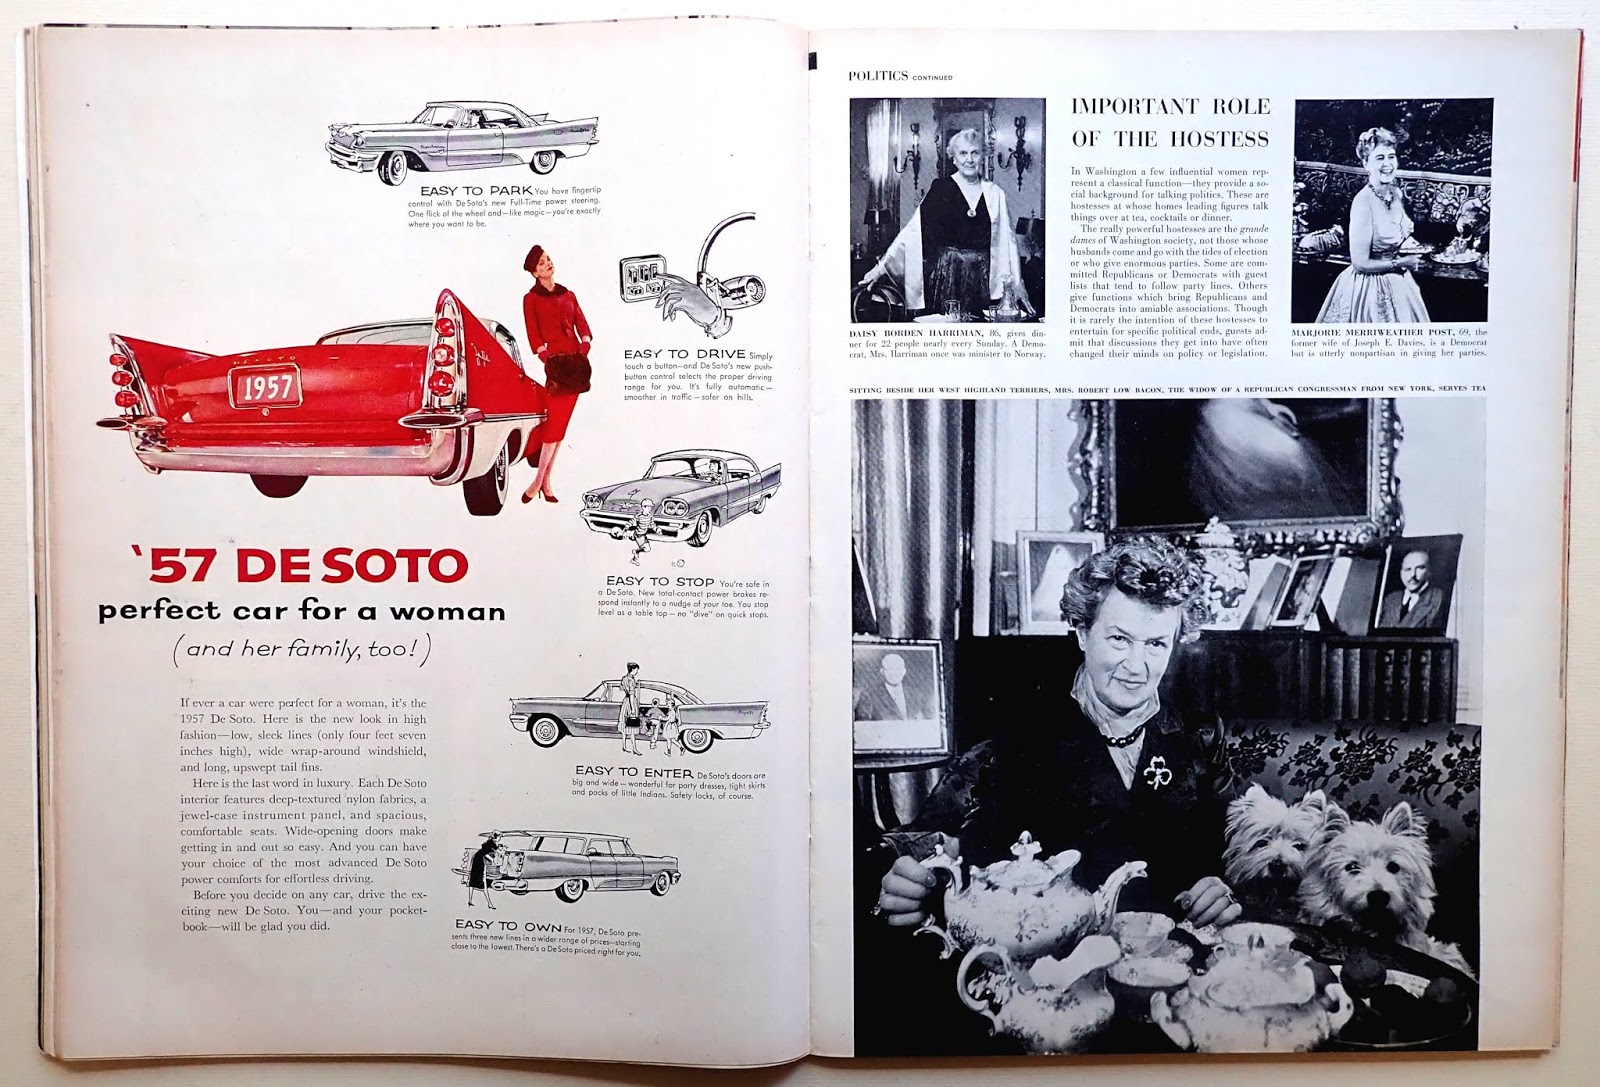 EASY TO PARK You have fingertip
control with De Soto's new Full-Time power steering.
One flick of the wheel and—like magic—you're exactly
where you want to be.
EASY TO DRIVE Simply
touch a button—and De Soto's new push-
button control selects the proper driving
range for you. It's fully automatic—
smoother in traffic—safer on hills.
DE SOTO
1957
EASY TO STOP You're safe in
a De Soto. New total-contact power brakes re-
spond instantly to a nudge of your toe. You stop
level as a table top—no "dive" on quick stops.
'57 DE SOTO
perfect car for a woman
(and her family, too!)
If ever a car were perfect for a woman, it's the
1957 De Soto. Here is the new look in high
fashion—low, sleek lines (only four feet seven
inches high), wide wrap-around windshield,
and long, upswept tail fins.
Here is the last word in luxury. Each De Soto
interior features deep-textured nylon fabrics, a
jewel-case instrument panel, and spacious,
comfortable seats. Wide-opening doors make
getting in and out so easy. And you can have
your choice of the most advanced De Soto
power comforts for effortless driving.
Before you decide on any car, drive the ex-
citing new De Soto. You—and your pocket-
book—will be glad you did.
EASY TO ENTER De Soto's doors are
big and wide—wonderful for party dresses, tight skirts
and packs of little Indians. Safety locks, of course.
EASY TO OWN For 1957, De Soto pre-
sents three new lines in a wider range of prices—starting
close to the lowest. There's a De Soto priced right for you.
POLITICS CONTINUED
IMPORTANT ROLE
OF THE HOSTESS
In Washington a few influential women rep-
resent a classical function—they provide a so-
cial background for talking politics. These are
hostesses at whose homes leading figures talk
things over at tea, cocktails or dinner.
The really powerful hostesses are the grande
dames of Washington society, not those whose
husbands come and go with the tides of election
or who give enormous parties. Some are com-
mitted Republicans or Democrats with guest
lists that tend to follow party lines. Others
give functions which bring Republicans and
Democrats into amiable associations. Though
it is rarely the intention of these hostesses to
entertain for specific political ends, guests ad-
mit that discussions they get into have often
changed their minds on policy or legislation.
DAISY BORDEN HARRIMAN, 86, gives din-
ner for 22 people nearly every Sunday. A Demo-
crat, Mrs. Harriman once was minister to Norway.
MARJORIE MERRIWEATHER POST, 69, the
former wife of Joseph E. Davies, is a Democrat
but is utterly nonpartisan in giving her parties.
SITTING BESIDE HER WEST HIGHLAND TERRIERS, MRS. ROBERT LOW BACON, THE WIDOW OF A REPUBLICAN CONGRESSMAN FROM NEW YORK, SERVES TEA